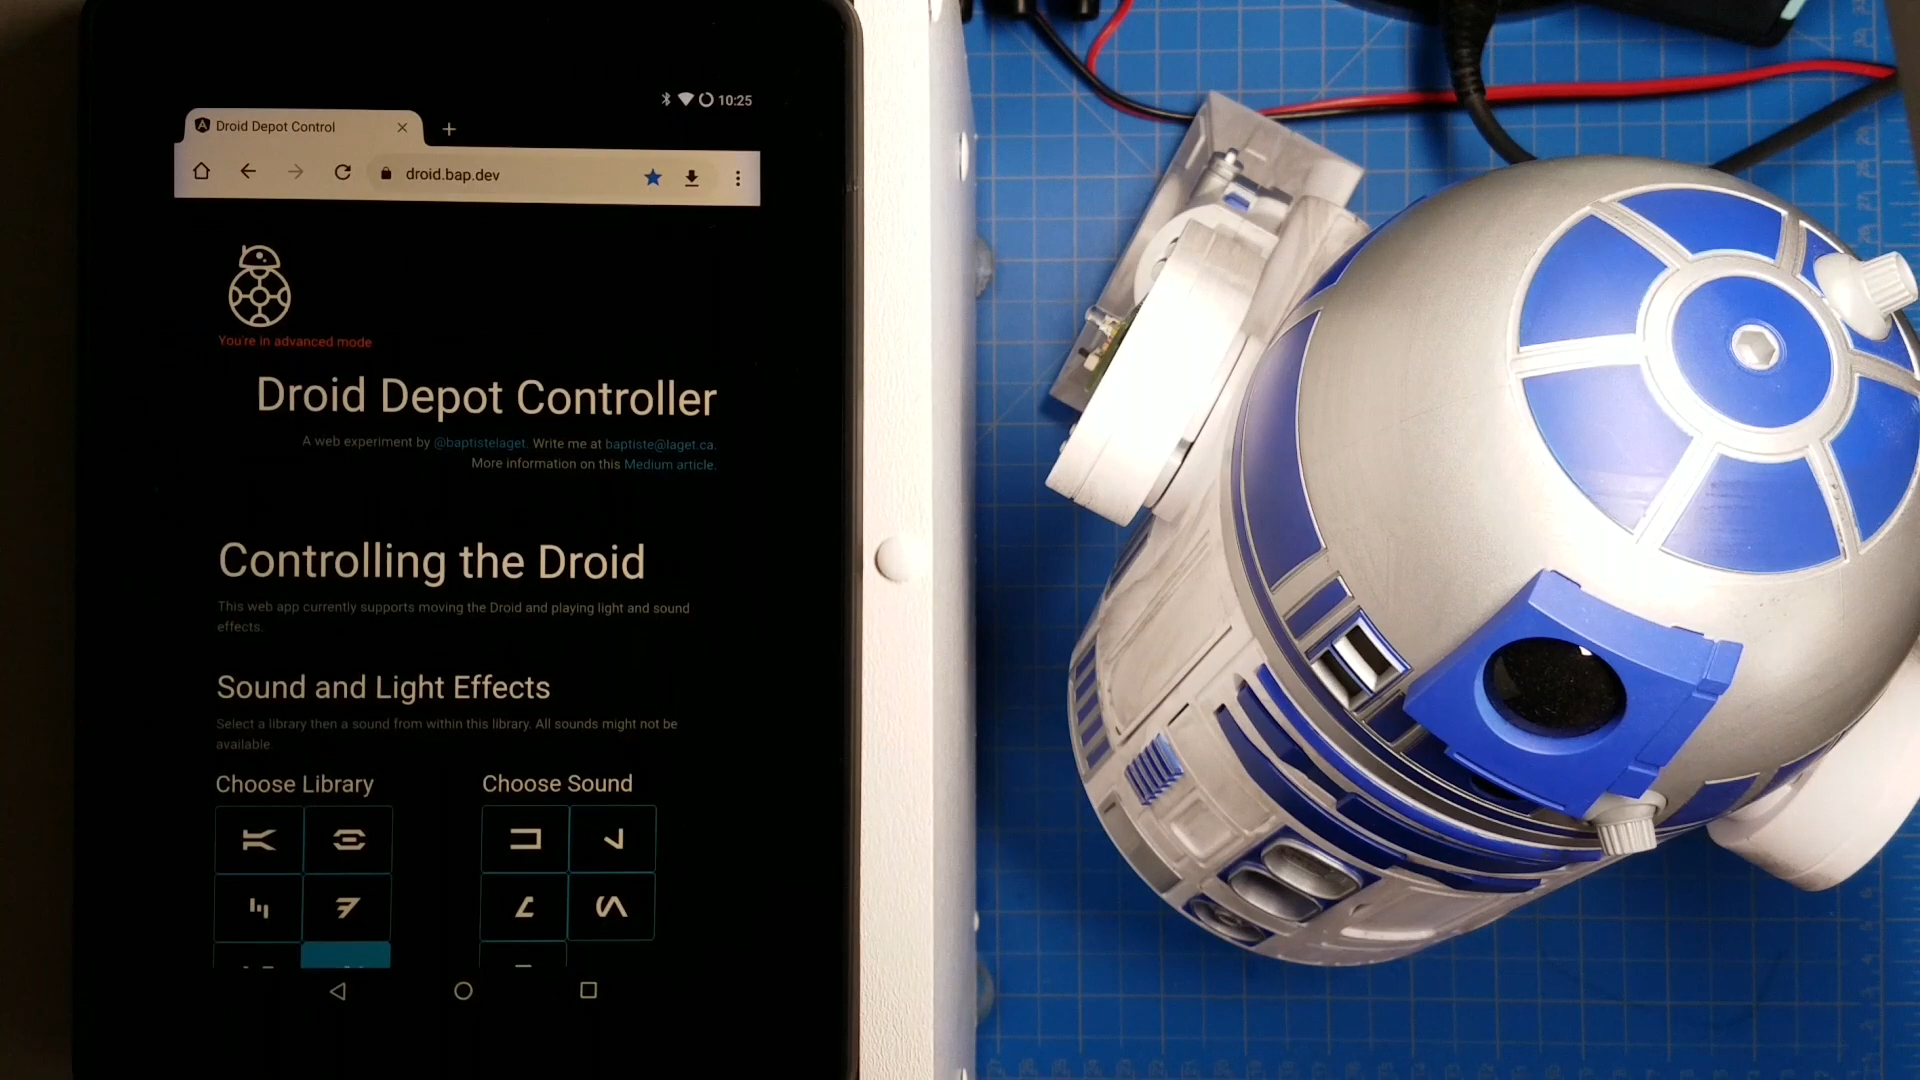 10:25
Droid Depot Control
droid.bap.dev
You're in advanced mode
Droid Depot Controller
A web experiment by @baptistelaget. Write me at baptiste@laget.ca.
More information on this Medium article.
Controlling the Droid
This web app currently supports moving the Droid and playing light and sound
effects.
Sound and Light Effects
Select a library then a sound from within this library. All sounds might not be
available.
Choose Library
Choose Sound